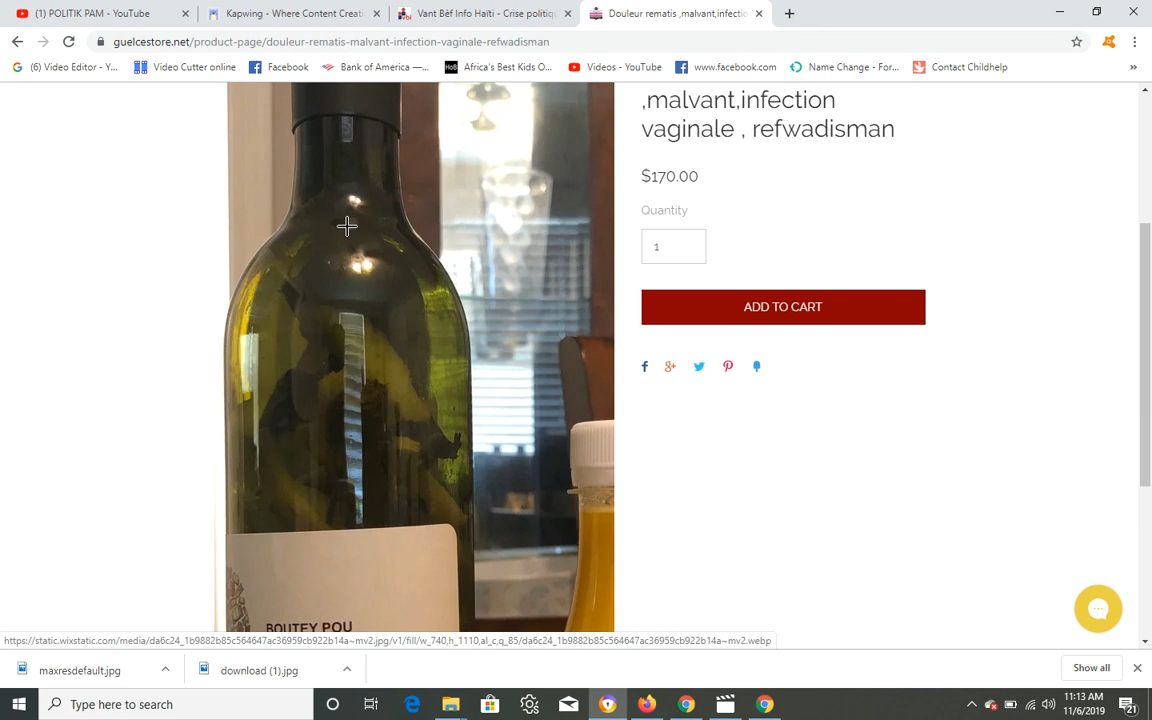 (1) POLITIK PAM - YouTube
Kapwing - Where Content Creati
Vant Bèf Info Haïti - Crise politiqu
Douleur rematis ,malvant,infectio
guelcestore.net/product-page/douleur-rematis-malvant-infection-vaginale-refwadisman
(6) Video Editor - Y...
Video Cutter online
Facebook
Bank of America —...
HoB
Africa's Best Kids O...
Videos - YouTube
www.facebook.com
Name Change - For...
Contact Childhelp
»
,malvant,infection
vaginale , refwadisman
$170.00
Quantity
1
ADD TO CART
BOUTEY POU
https://static.wixstatic.com/media/da6c24_1b9882b85c564647ac36959cb922b14a~mv2.jpg/v1/fill/w_740,h_1110,al_c,q_85/da6c24_1b9882b85c564647ac36959cb922b14a~mv2.webp
maxresdefault.jpg
download (1).jpg
Show all
Type here to search
11:13 AM
11/6/2019
21